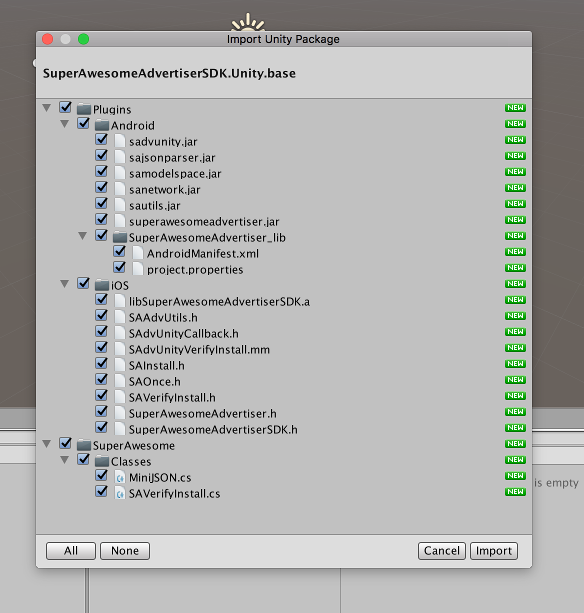 Import Unity Package
SuperAwesomeAdvertiserSDK.Unity.base
Plugins NEW
Android NEW
sadvunity.jar NEW
sajsonparser.jar NEW
samodelspace.jar NEW
sanetwork.jar NEW
sautils.jar NEW
superawesomeadvertiser.jar NEW
SuperAwesomeAdvertiser_lib NEW
AndroidManifest.xml NEW
project.properties NEW
iOS NEW
libSuperAwesomeAdvertiserSDK.a NEW
SAAdvUtils.h NEW
SAdvUnityCallback.h NEW
SAdvUnityVerifyInstall.mm NEW
SAInstall.h NEW
SAOnce.h NEW
SAVerifyInstall.h NEW
SuperAwesomeAdvertiser.h NEW
SuperAwesomeAdvertiserSDK.h NEW
SuperAwesome NEW
Classes NEW
MiniJSON.cs NEW
is empty
SAVerifyInstall.cs NEW
All None Cancel Import